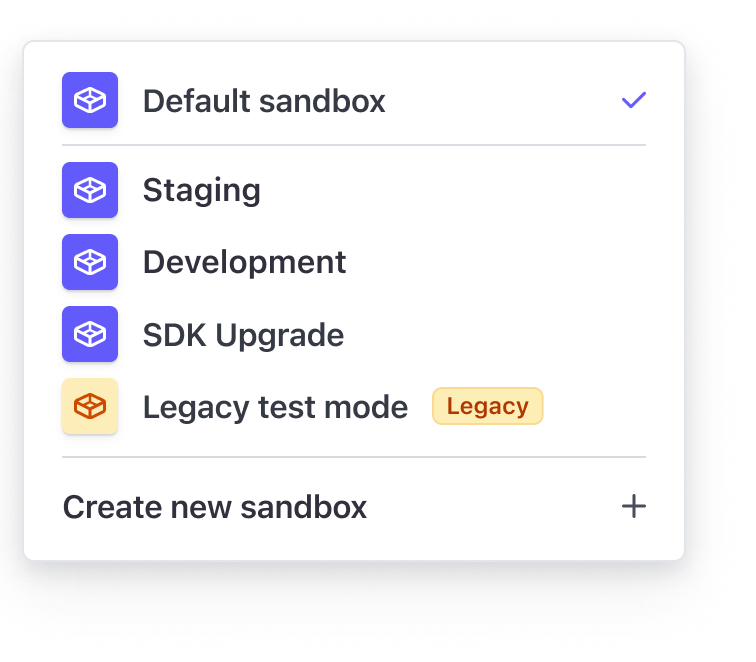 Default sandbox
Staging
Development
SDK Upgrade
Legacy test mode Legacy
Create new sandbox